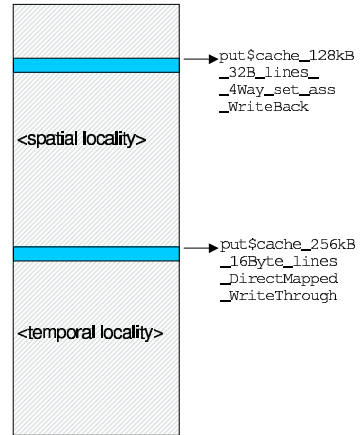 put$cache_128kB
_32B_lines_
_4Way_set_ass
_WriteBack
<spatial locality>
put$cache_256kB
_16Byte_lines
_DirectMapped
_WriteThrough
<temporal locality>